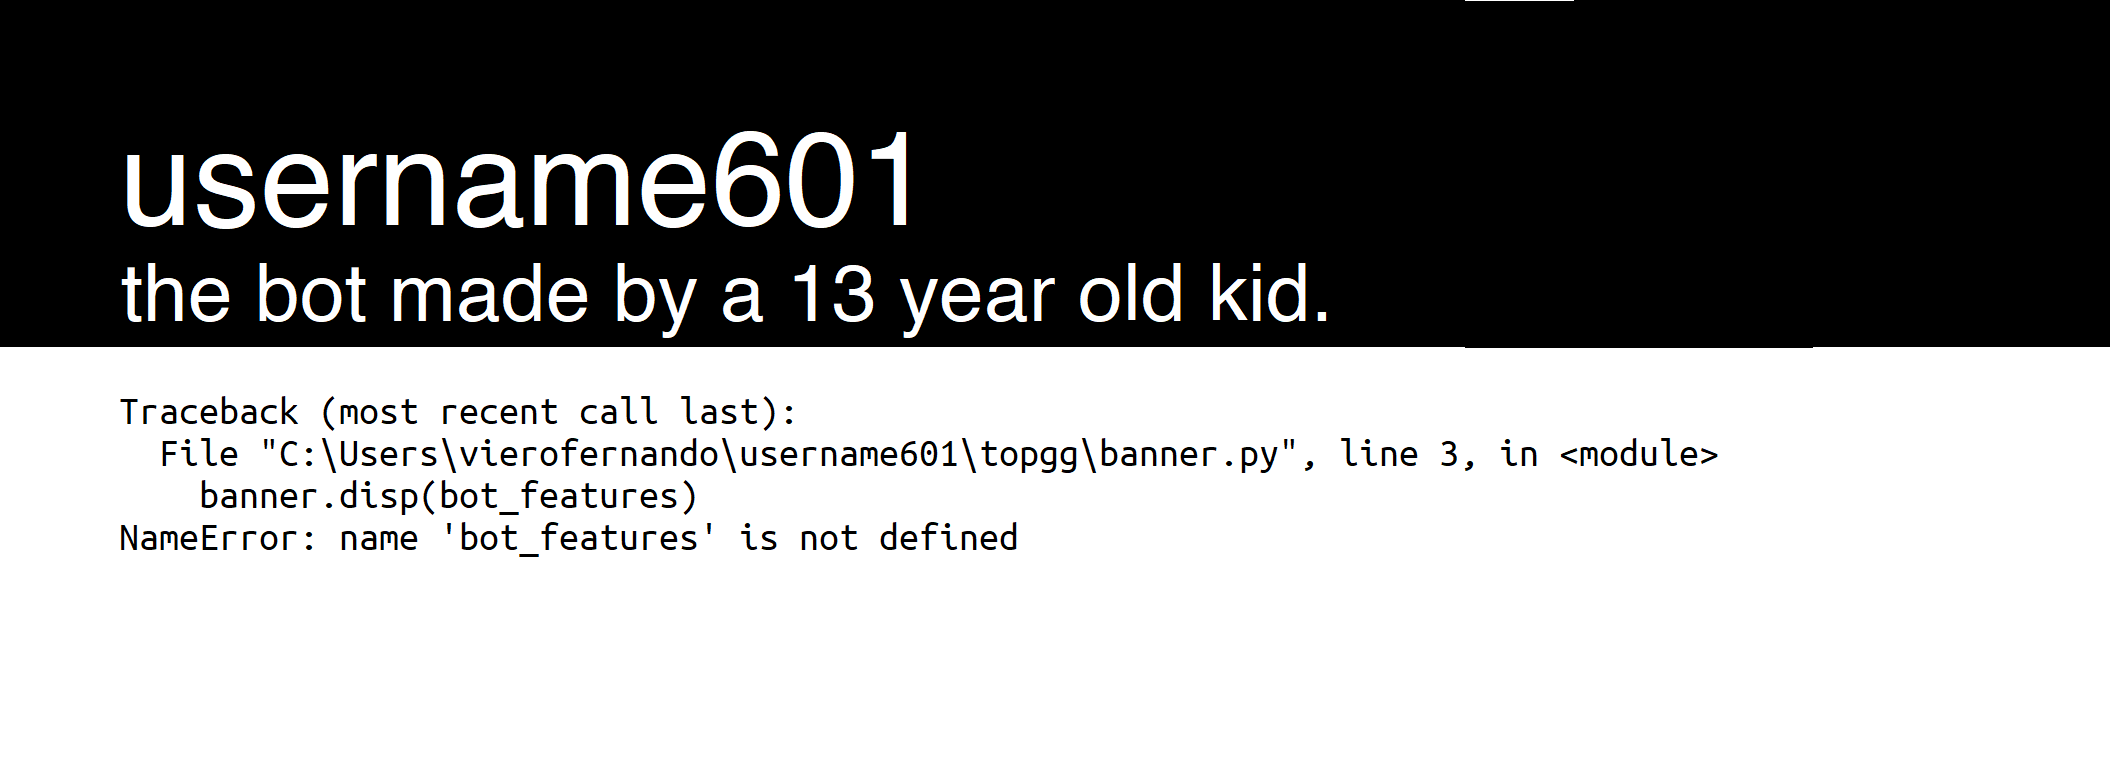 username601
the bot made by a 13 year old kid.
Traceback (most recent call last):
  File "C:\Users\vierofernando\username601\topgg\banner.py", line 3, in <module>
    banner.disp(bot_features)
NameError: name 'bot_features' is not defined